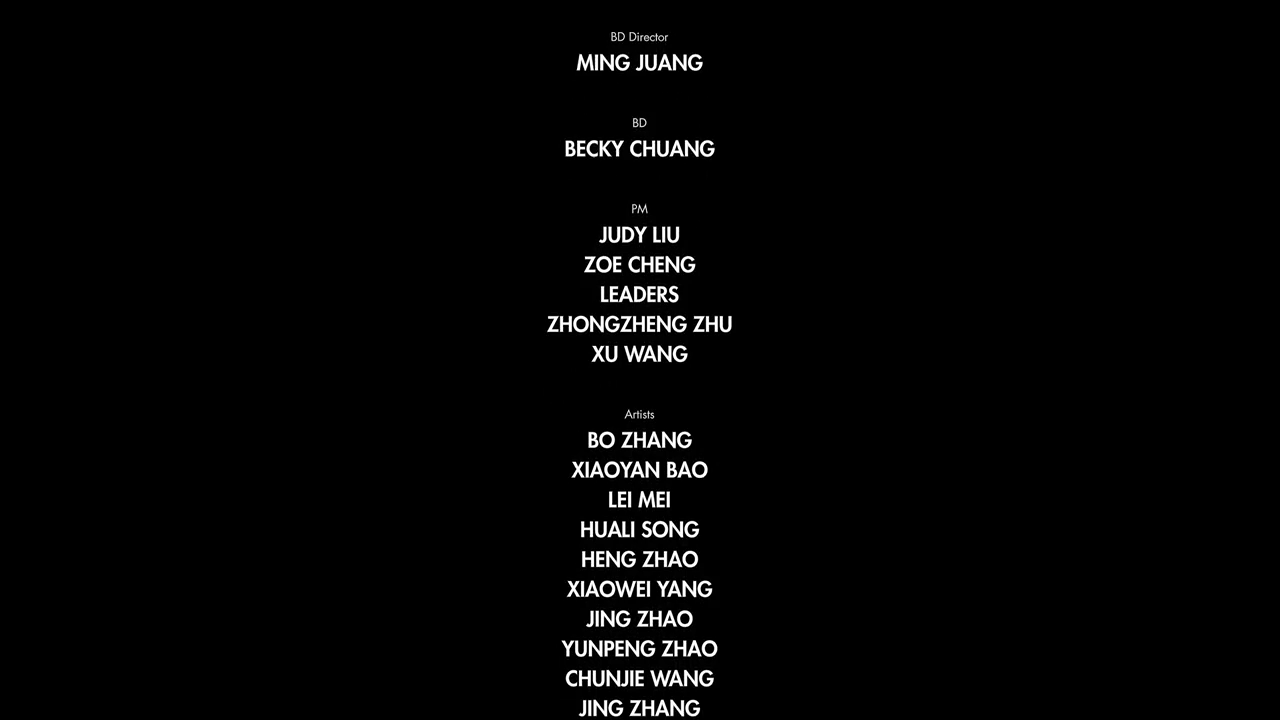 BD Director
MING JUANG
BD
BECKY CHUANG
PM
JUDY LIU
ZOE CHENG
LEADERS
ZHONGZHENG ZHU
XU WANG
Artists
BO ZHANG
XIAOYAN BAO
LEI MEI
HUALI SONG
HENG ZHAO
XIAOWEI YANG
JING ZHAO
YUNPENG ZHAO
CHUNJIE WANG
JING ZHANG